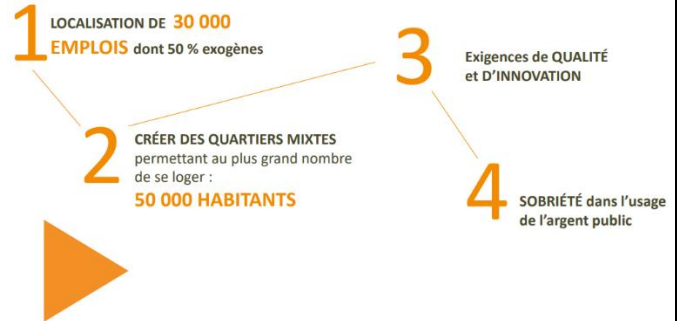 1
LOCALISATION DE 30 000
EMPLOIS dont 50 % exogènes
2
CRÉER DES QUARTIERS MIXTES
permettant au plus grand nombre
de se loger :
50 000 HABITANTS
3
Exigences de QUALITÉ
et D’INNOVATION
4
SOBRIÉTÉ dans l’usage
de l’argent public